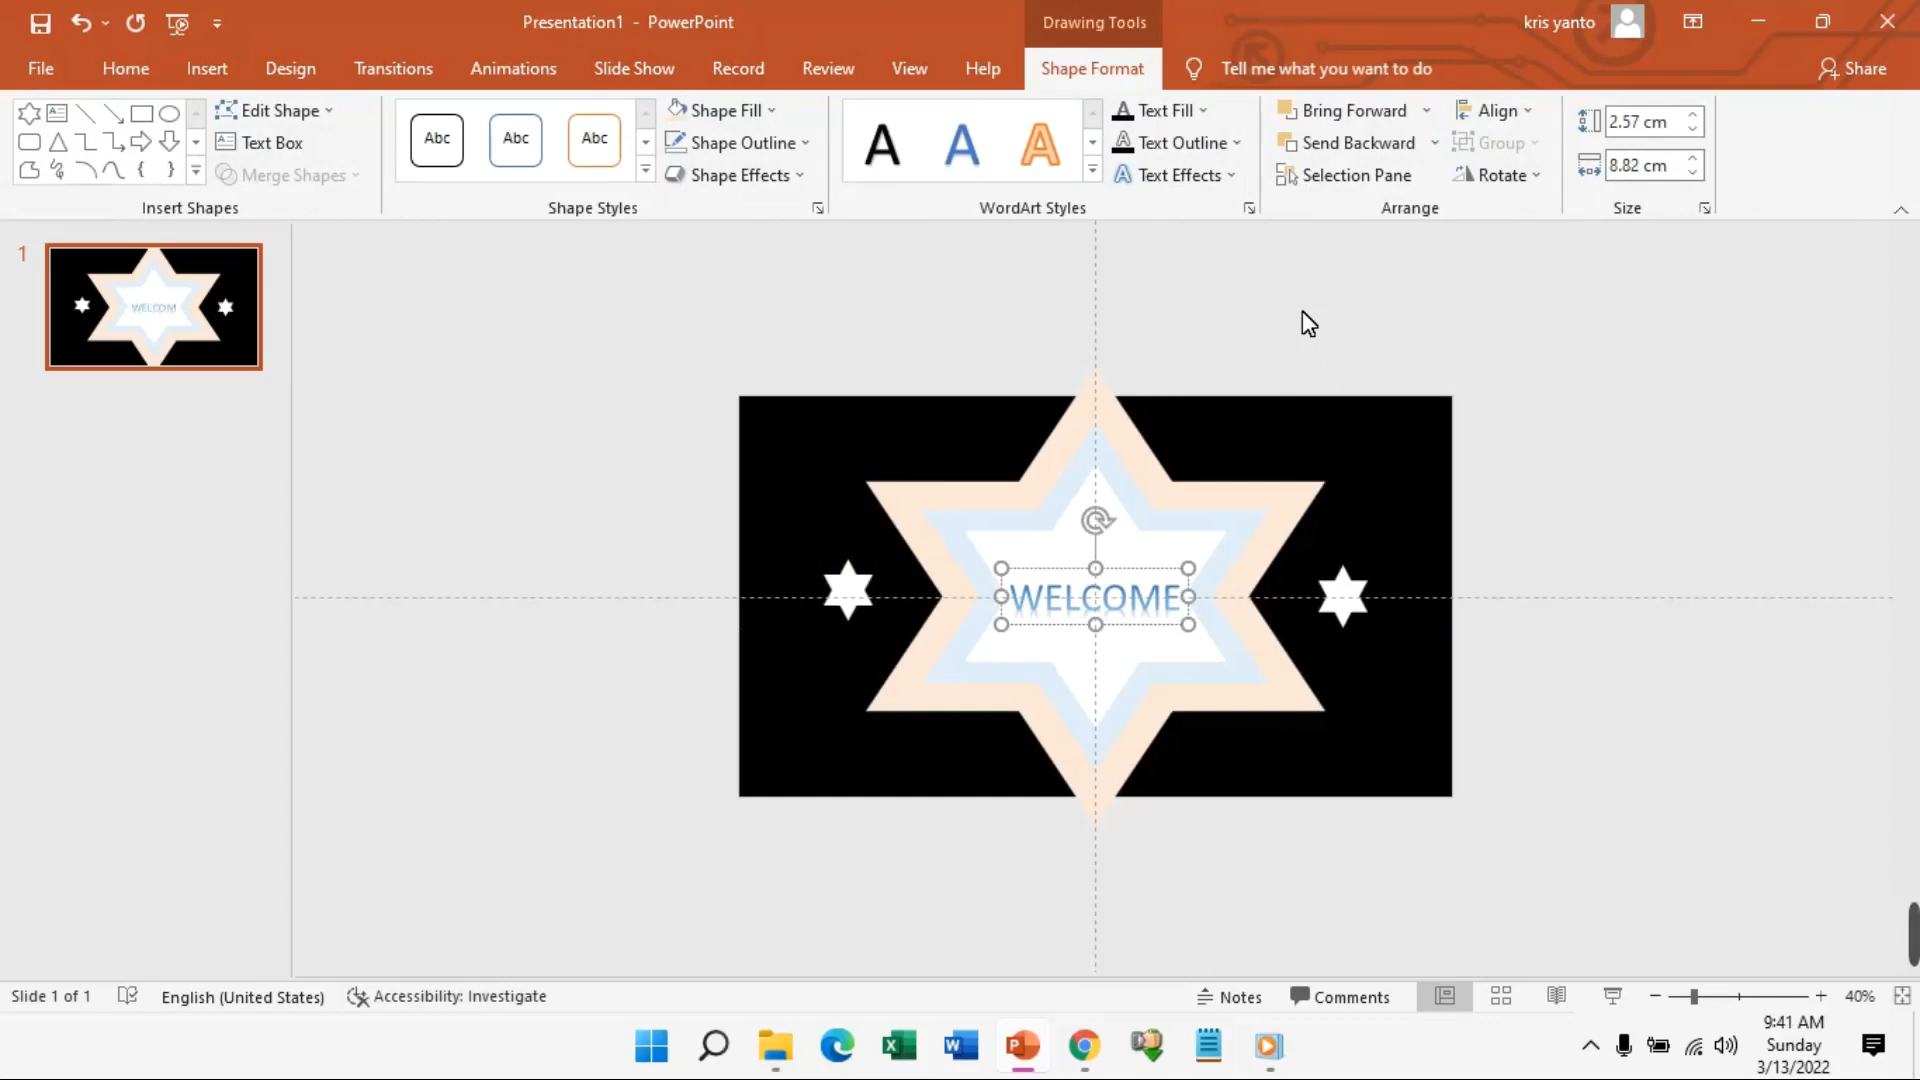 Presentation1 - PowerPoint
Drawing Tools
kris yanto
File Home Insert Design Transitions Animations Slide Show Record Review View Help Shape Format Tell me what you want to do Share
Edit Shape
Text Box
Merge Shapes
Insert Shapes
Abc Abc Abc
Shape Fill
Shape Outline
Shape Effects
Shape Styles
A A A
Text Fill
Text Outline
Text Effects
WordArt Styles
Bring Forward
Send Backward
Selection Pane
Align
Group
Rotate
Arrange
2.57 cm
8.82 cm
Size
1
WELCOM
WELCOME
Slide 1 of 1 English (United States) Accessibility: Investigate Notes Comments 40%
9:41 AM
Sunday
3/13/2022